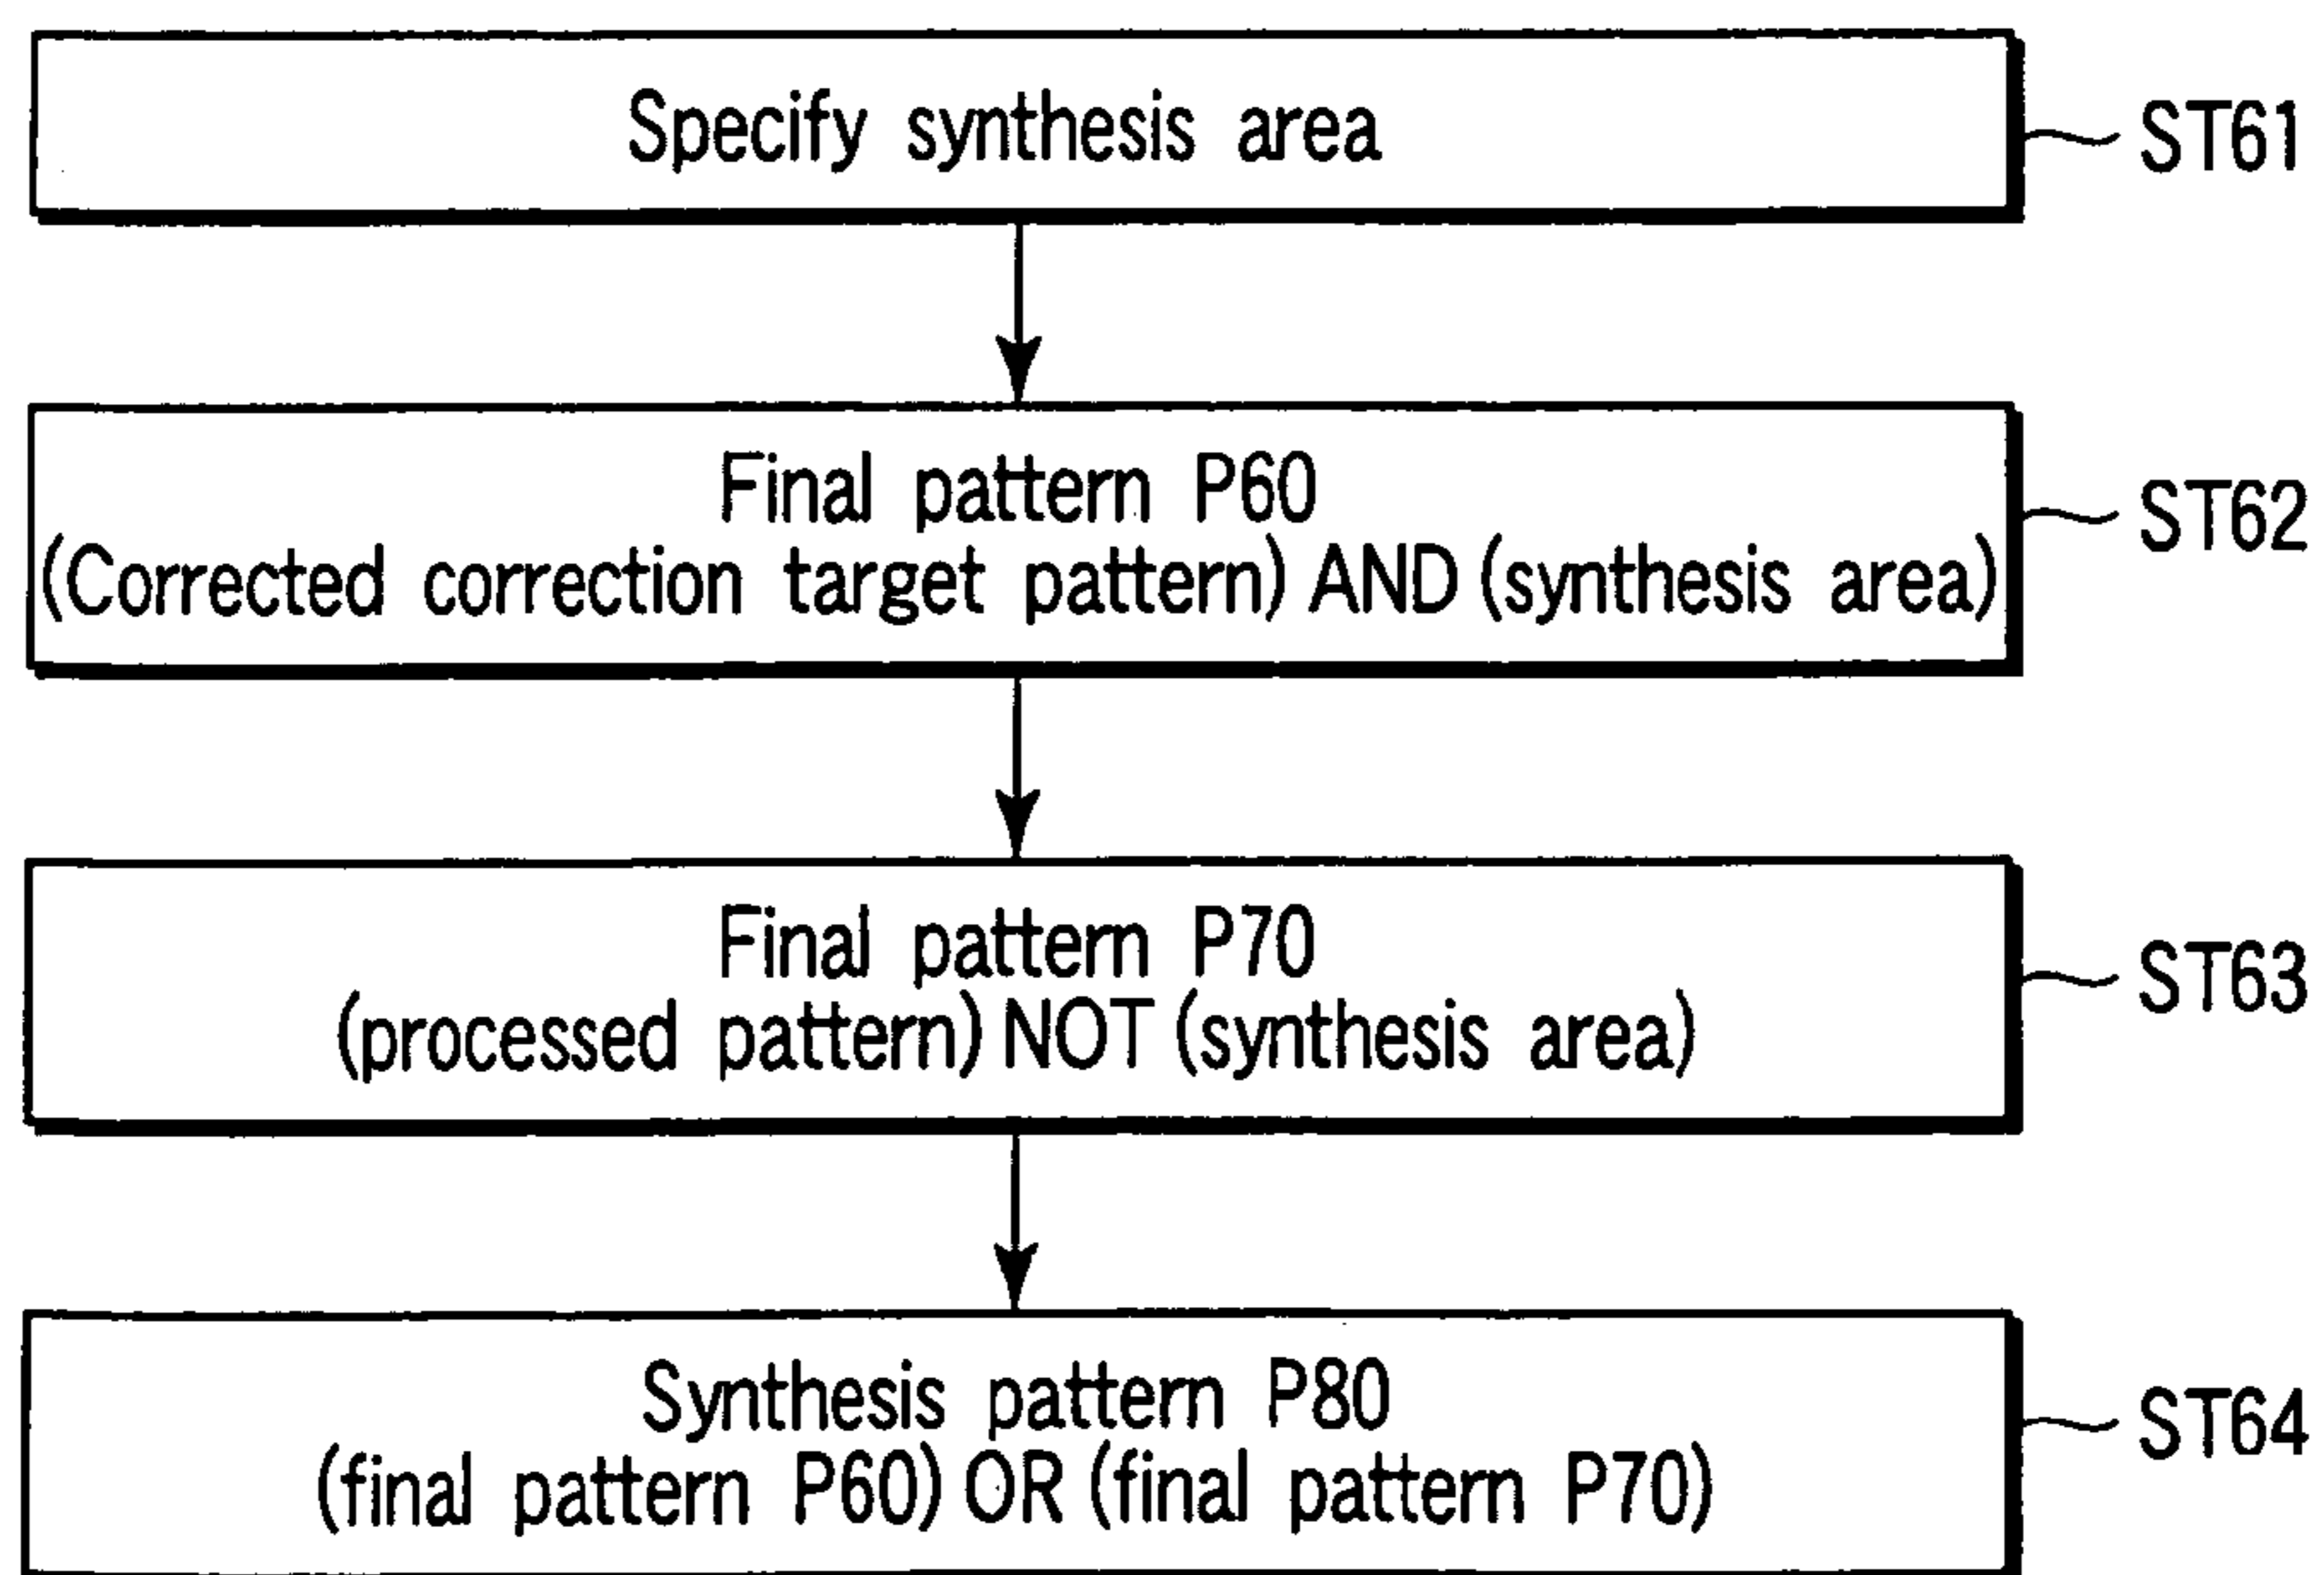 Specify synthesis area
ST61
Final pattern P60
(Corrected correction target pattern) AND (synthesis area)
ST62
Final pattern P70
(processed pattern) NOT (synthesis area)
ST63
Synthesis pattern P80
(final pattern P60) OR (final pattern P70)
ST64